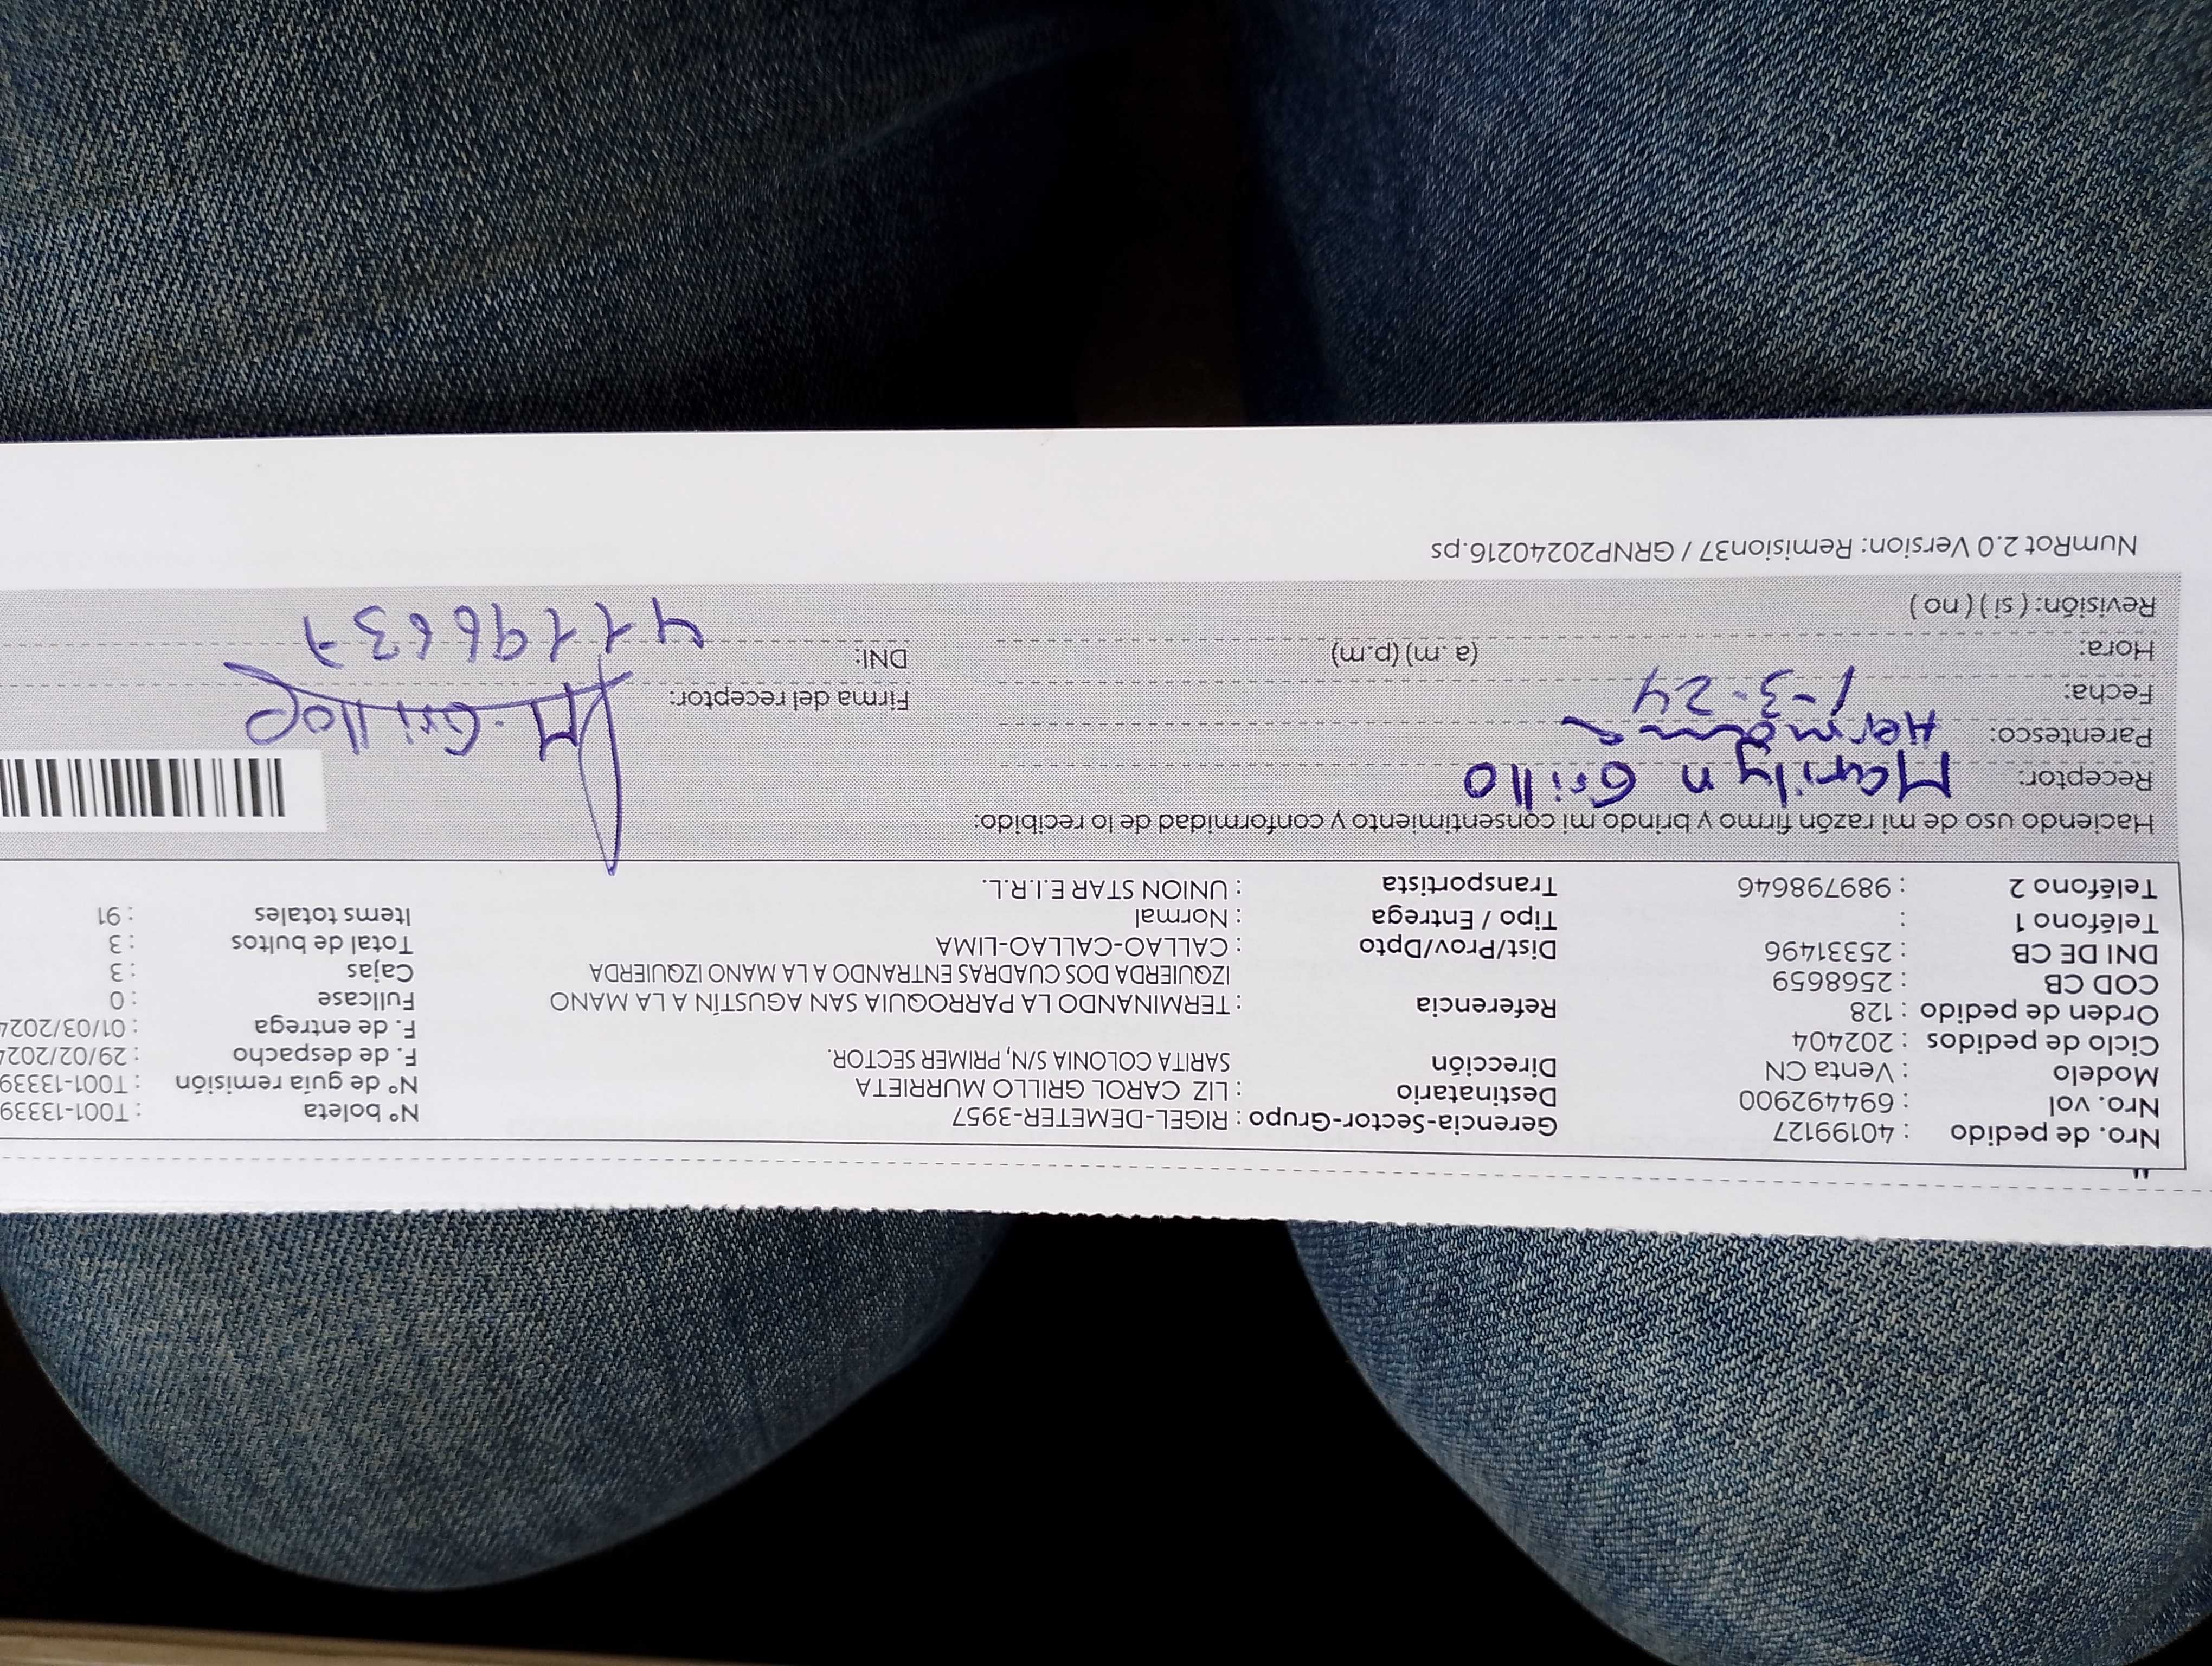 Nro. de pedido : 40199127 Gerencia-Sector-Grupo : RIGEL-DEMETER-3957 N° boleta : T001-13339
Nro. vol : 694492900 Destinatario : LIZ CAROL GRILLO MURRIETA N° de guía remisión : T001-13339
Modelo : Venta CN Dirección SARITA COLONIA S/N, PRIMER SECTOR. F. de despacho : 29/02/2024
Ciclo de pedidos : 202404 F. de entrega : 01/03/2024
Orden de pedido : 128 Referencia : TERMINANDO LA PARROQUIA SAN AGUSTÍN A LA MANO Fullcase : 0
COD CB : 2568659 IZQUIERDA DOS CUADRAS ENTRANDO A LA MANO IZQUIERDA Cajas : 3
DNI DE CB : 25331496 Dist/Prov/Dpto : CALLAO-CALLAO-LIMA Total de bultos : 3
Teléfono 1 : Tipo / Entrega : Normal Items totales : 91
Teléfono 2 : 989798646 Transportista : UNION STAR E.I.R.L.
Haciendo uso de mi razón firmo y brindo mi consentimiento y conformidad de lo recibido:
Receptor: Marilyn Grillo
Parentesco: Hermana
Fecha: 1-3-24 Firma del receptor: M. Grillo
Hora: (a.m) (p.m) DNI: 41196637
Revisión: ( si ) ( no )
NumRot 2.0 Version: Remision37 / GRNP20240216.ps